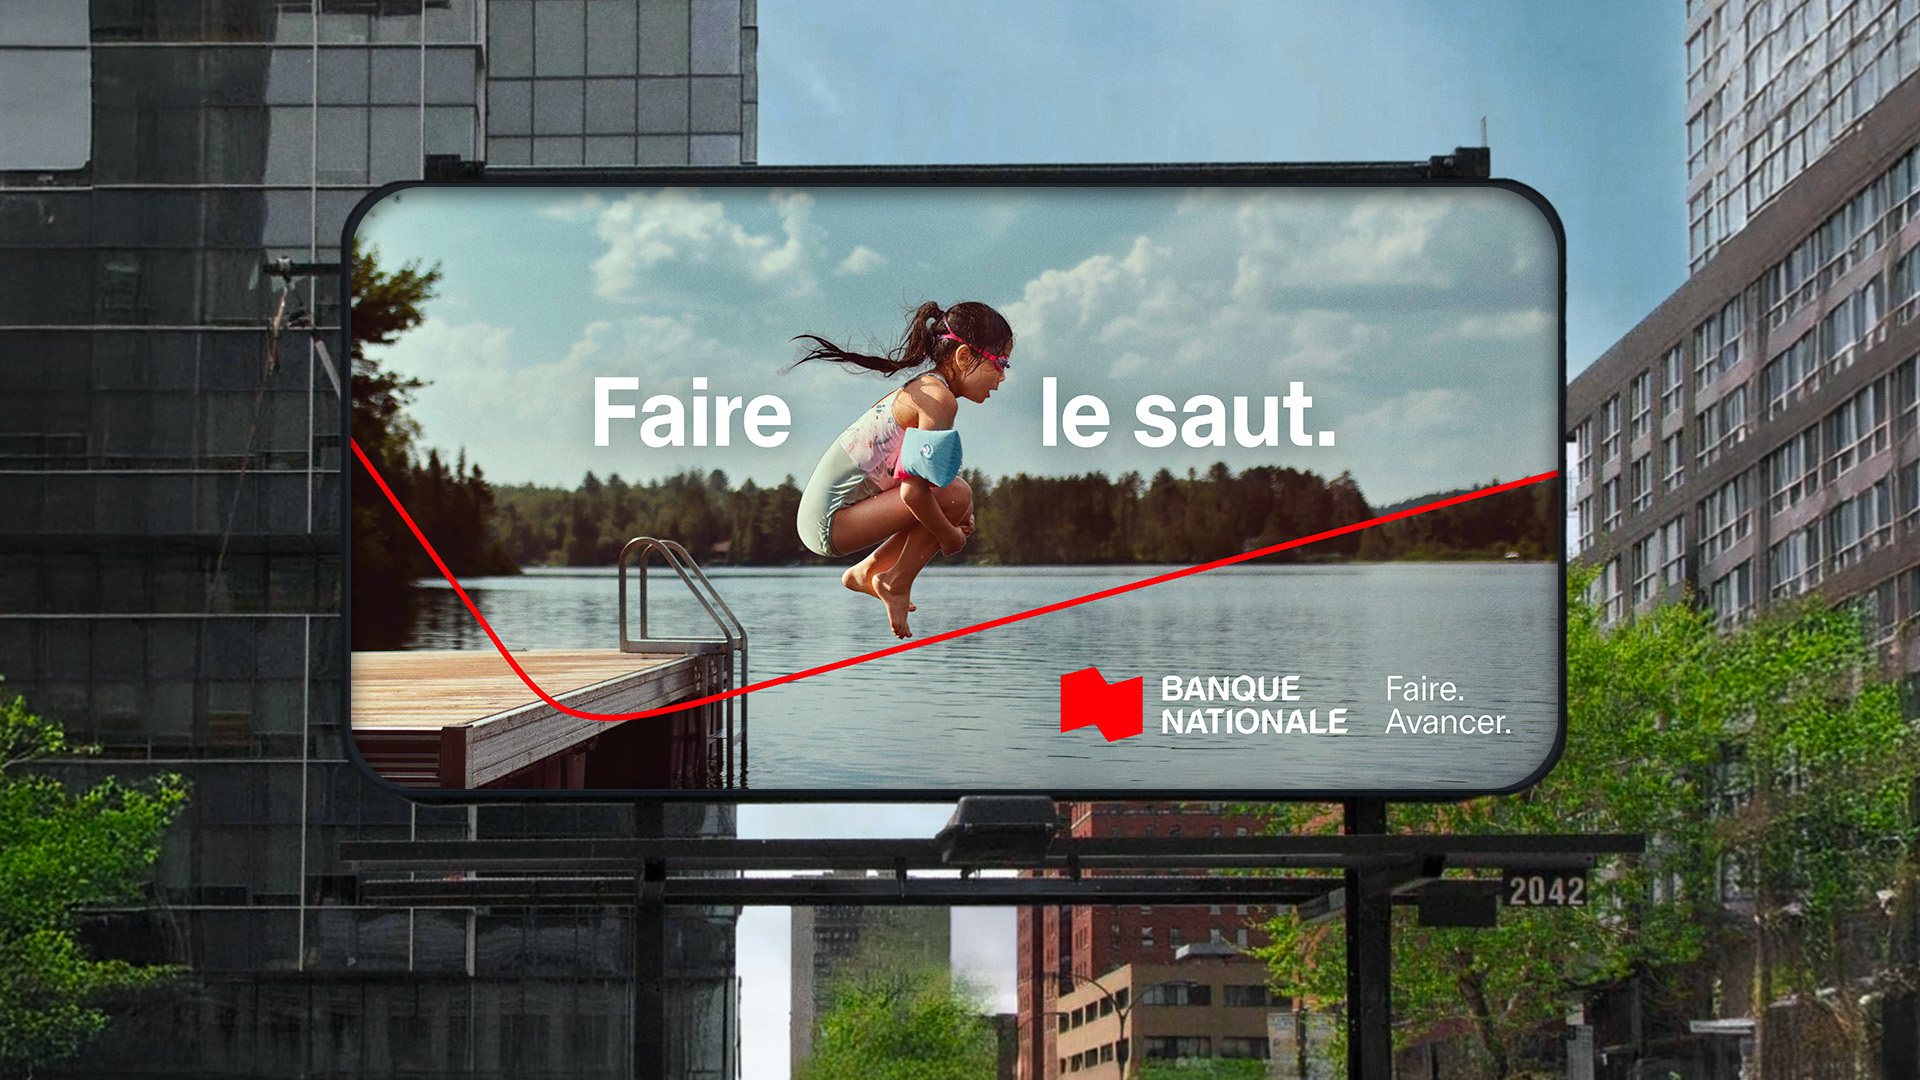 Faire le saut.
BANQUE
NATIONALE
Faire.
Avancer.
2042